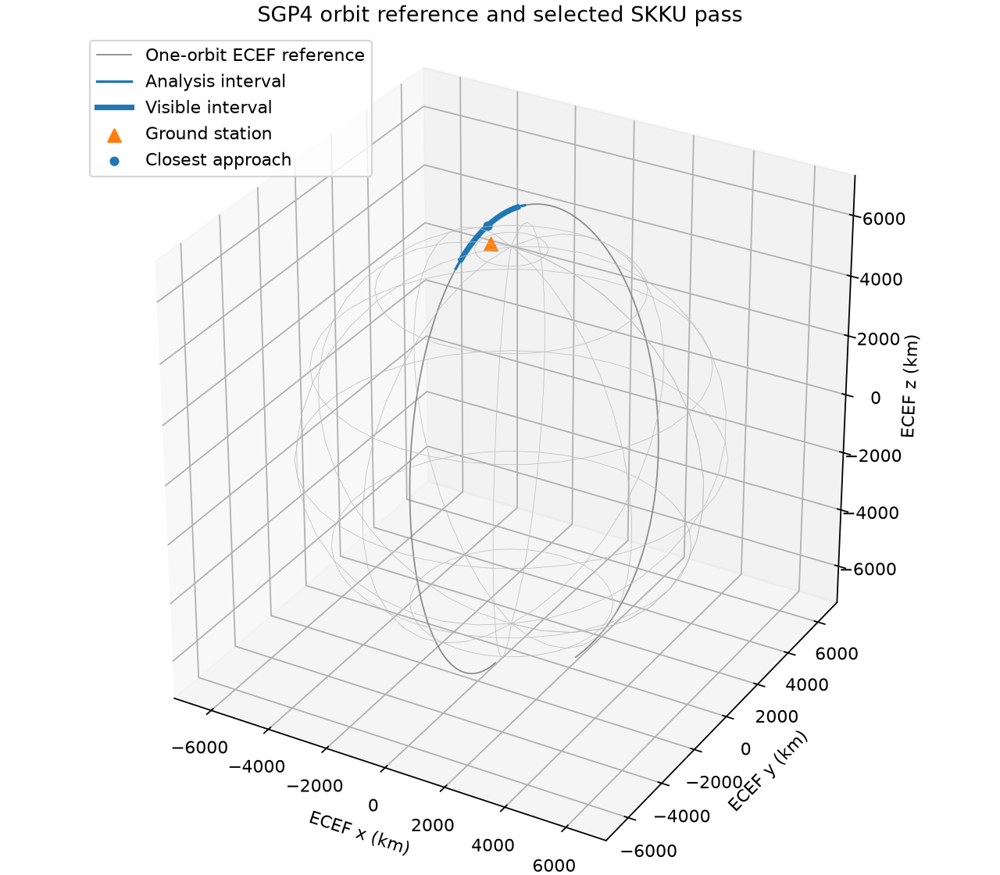 SGP4 orbit reference and selected SKKU pass
One-orbit ECEF reference
Analysis interval
Visible interval
Ground station
Closest approach
6000
4000
2000
0
−2000
−4000
−6000
ECEF z (km)
6000
4000
2000
0
−2000
−4000
−6000
ECEF y (km)
−6000
−4000
−2000
0
2000
4000
6000
ECEF x (km)